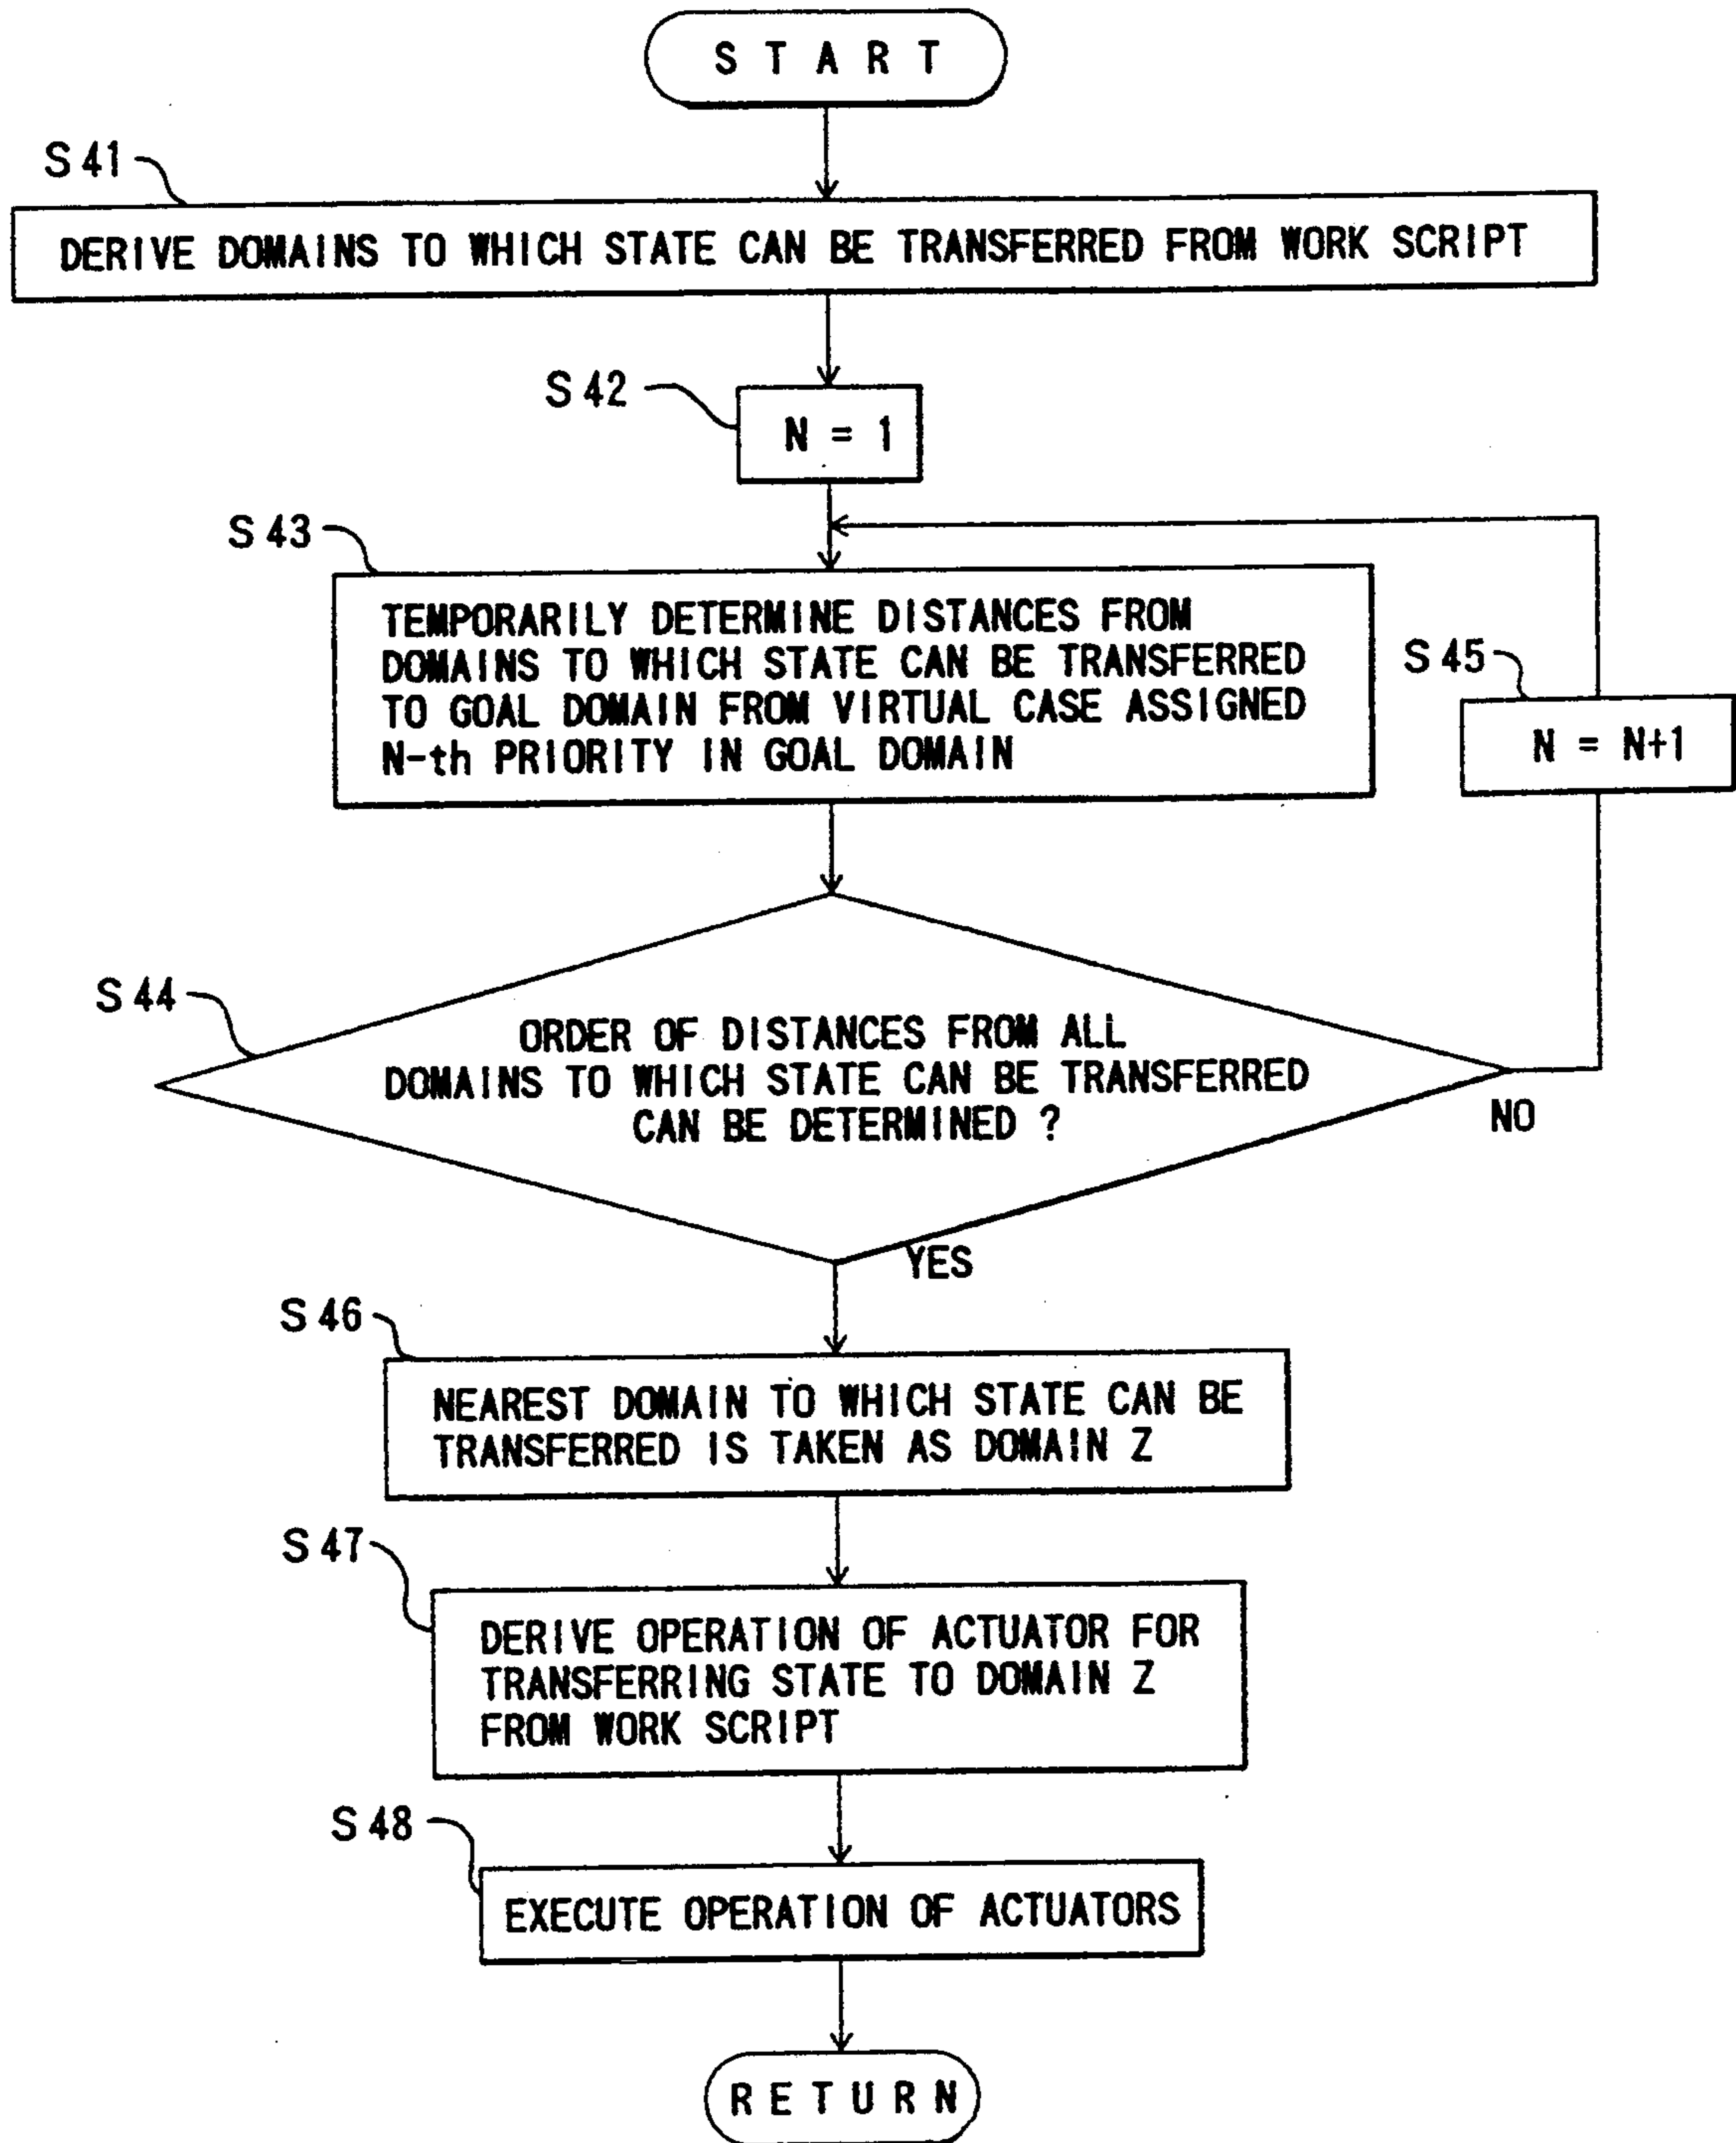 START
S41
DERIVE DOMAINS TO WHICH STATE CAN BE TRANSFERRED FROM WORK SCRIPT
S42
N = 1
S43
TEMPORARILY DETERMINE DISTANCES FROM
DOMAINS TO WHICH STATE CAN BE TRANSFERRED
TO GOAL DOMAIN FROM VIRTUAL CASE ASSIGNED
N-th PRIORITY IN GOAL DOMAIN
S45
N = N+1
S44
ORDER OF DISTANCES FROM ALL
DOMAINS TO WHICH STATE CAN BE TRANSFERRED
CAN BE DETERMINED ?
NO
YES
S46
NEAREST DOMAIN TO WHICH STATE CAN BE
TRANSFERRED IS TAKEN AS DOMAIN Z
S47
DERIVE OPERATION OF ACTUATOR FOR
TRANSFERRING STATE TO DOMAIN Z
FROM WORK SCRIPT
S48
EXECUTE OPERATION OF ACTUATORS
RETURN